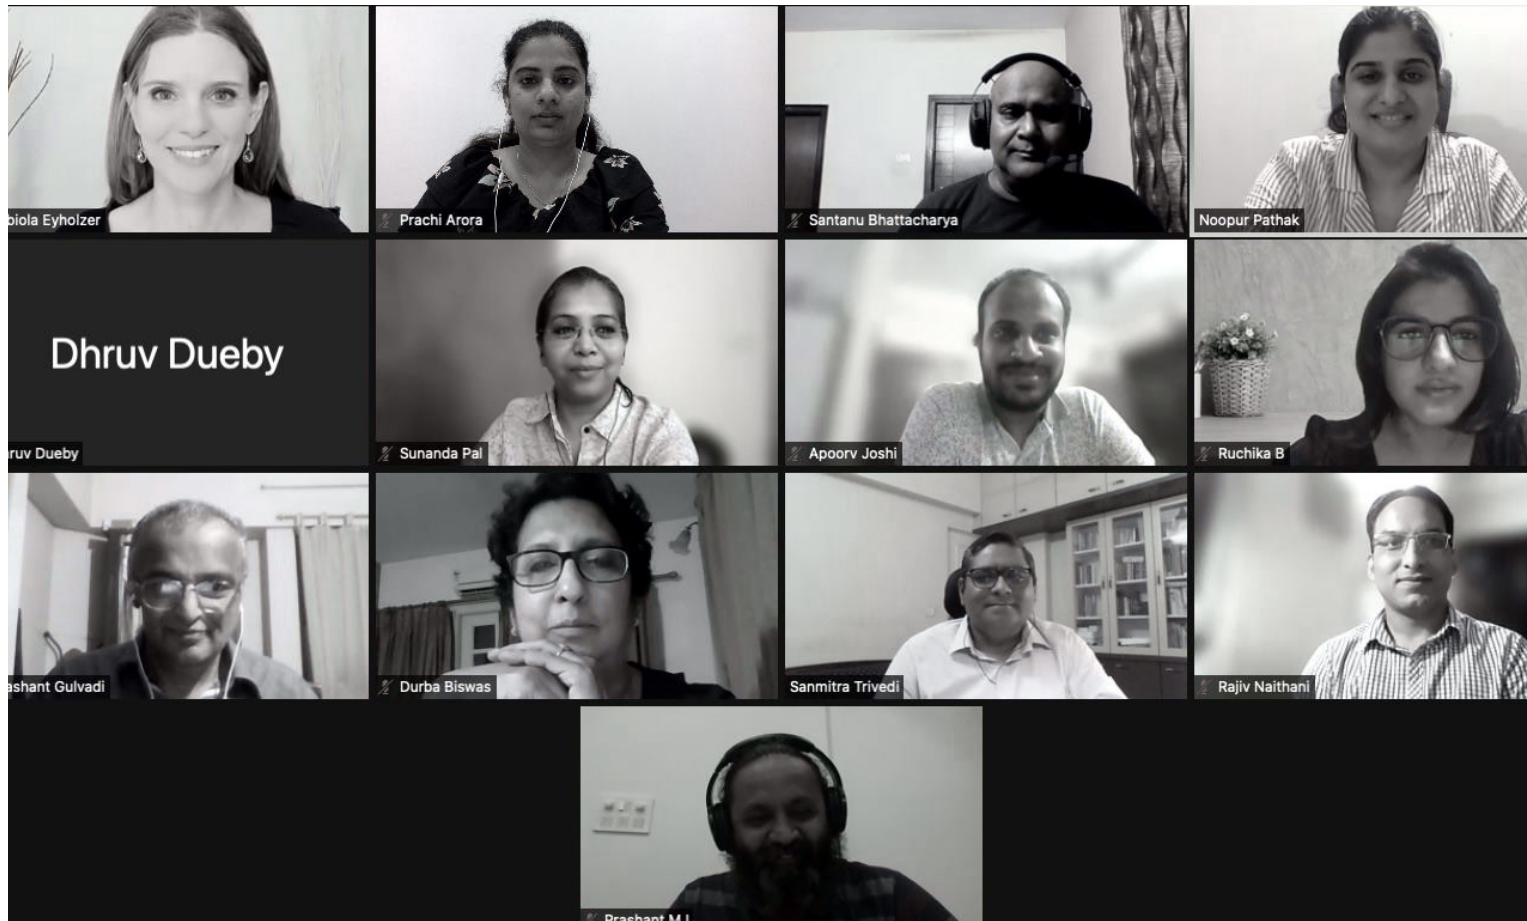 biola Eyholzer
Prachi Arora
Santanu Bhattacharya
Noopur Pathak
Dhruv Dueby
ruv Dueby
Sunanda Pal
Apoorv Joshi
Ruchika B
ashant Gulvadi
Durba Biswas
Sanmitra Trivedi
Rajiv Naithani
Prashant M J